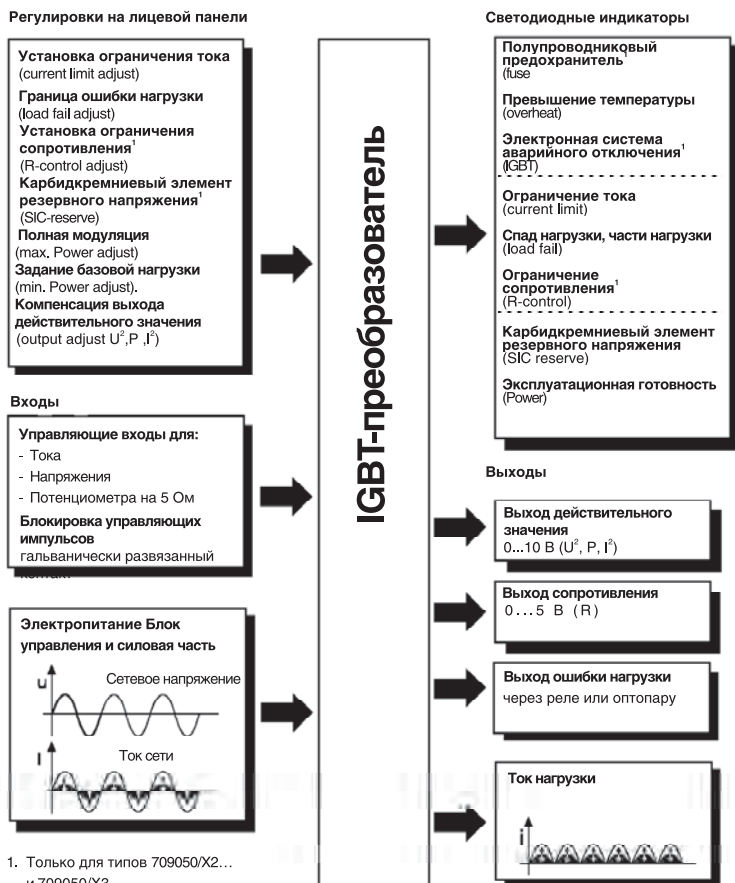 Регулировки на лицевой панели
Установка ограничения тока
(current limit adjust)
Граница ошибки нагрузки
(load fail adjust)
Установка ограничения
сопротивления¹
(R-control adjust)
Карбидкремниевый элемент
резервного напряжения¹
(SIC-reserve)
Полная модуляция
(max. Power adjust)
Задание базовой нагрузки
(min. Power adjust).
Компенсация выхода
действительного значения
(output adjust U²,P ,I²)
Входы
Управляющие входы для:
- Тока
- Напряжения
- Потенциометра на 5 Ом
Блокировка управляющих
импульсов
гальванически развязанный
контакт
Электропитание Блок
управления и силовая часть
u
Сетевое напряжение
I
Ток сети
1. Только для типов 709050/X2…
и 709050/X3
IGBT-преобразователь
Светодиодные индикаторы
Полупроводниковый
предохранитель¹
(fuse
Превышение температуры
(overheat)
Электронная система
аварийного отключения¹
(IGBT)
Ограничение тока
(current limit)
Спад нагрузки, части нагрузки
(load fail)
Ограничение
сопротивления¹
(R-control)
Карбидкремниевый элемент
резервного напряжения
(SIC reserve)
Эксплуатационная готовность
(Power)
Выходы
Выход действительного
значения
0...10 В (U², P, I²)
Выход сопротивления
0...5 В (R)
Выход ошибки нагрузки
через реле или оптопару
Ток нагрузки
i